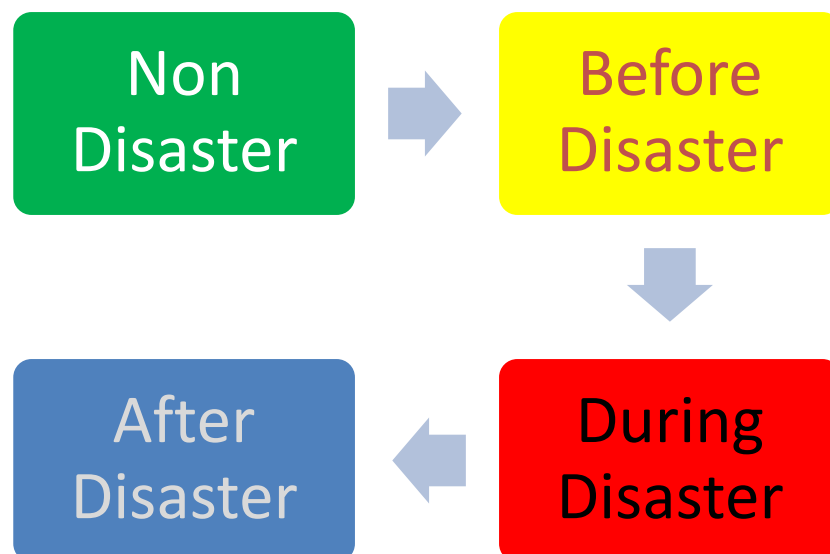 Non
Disaster
Before
Disaster
During
Disaster
After
Disaster